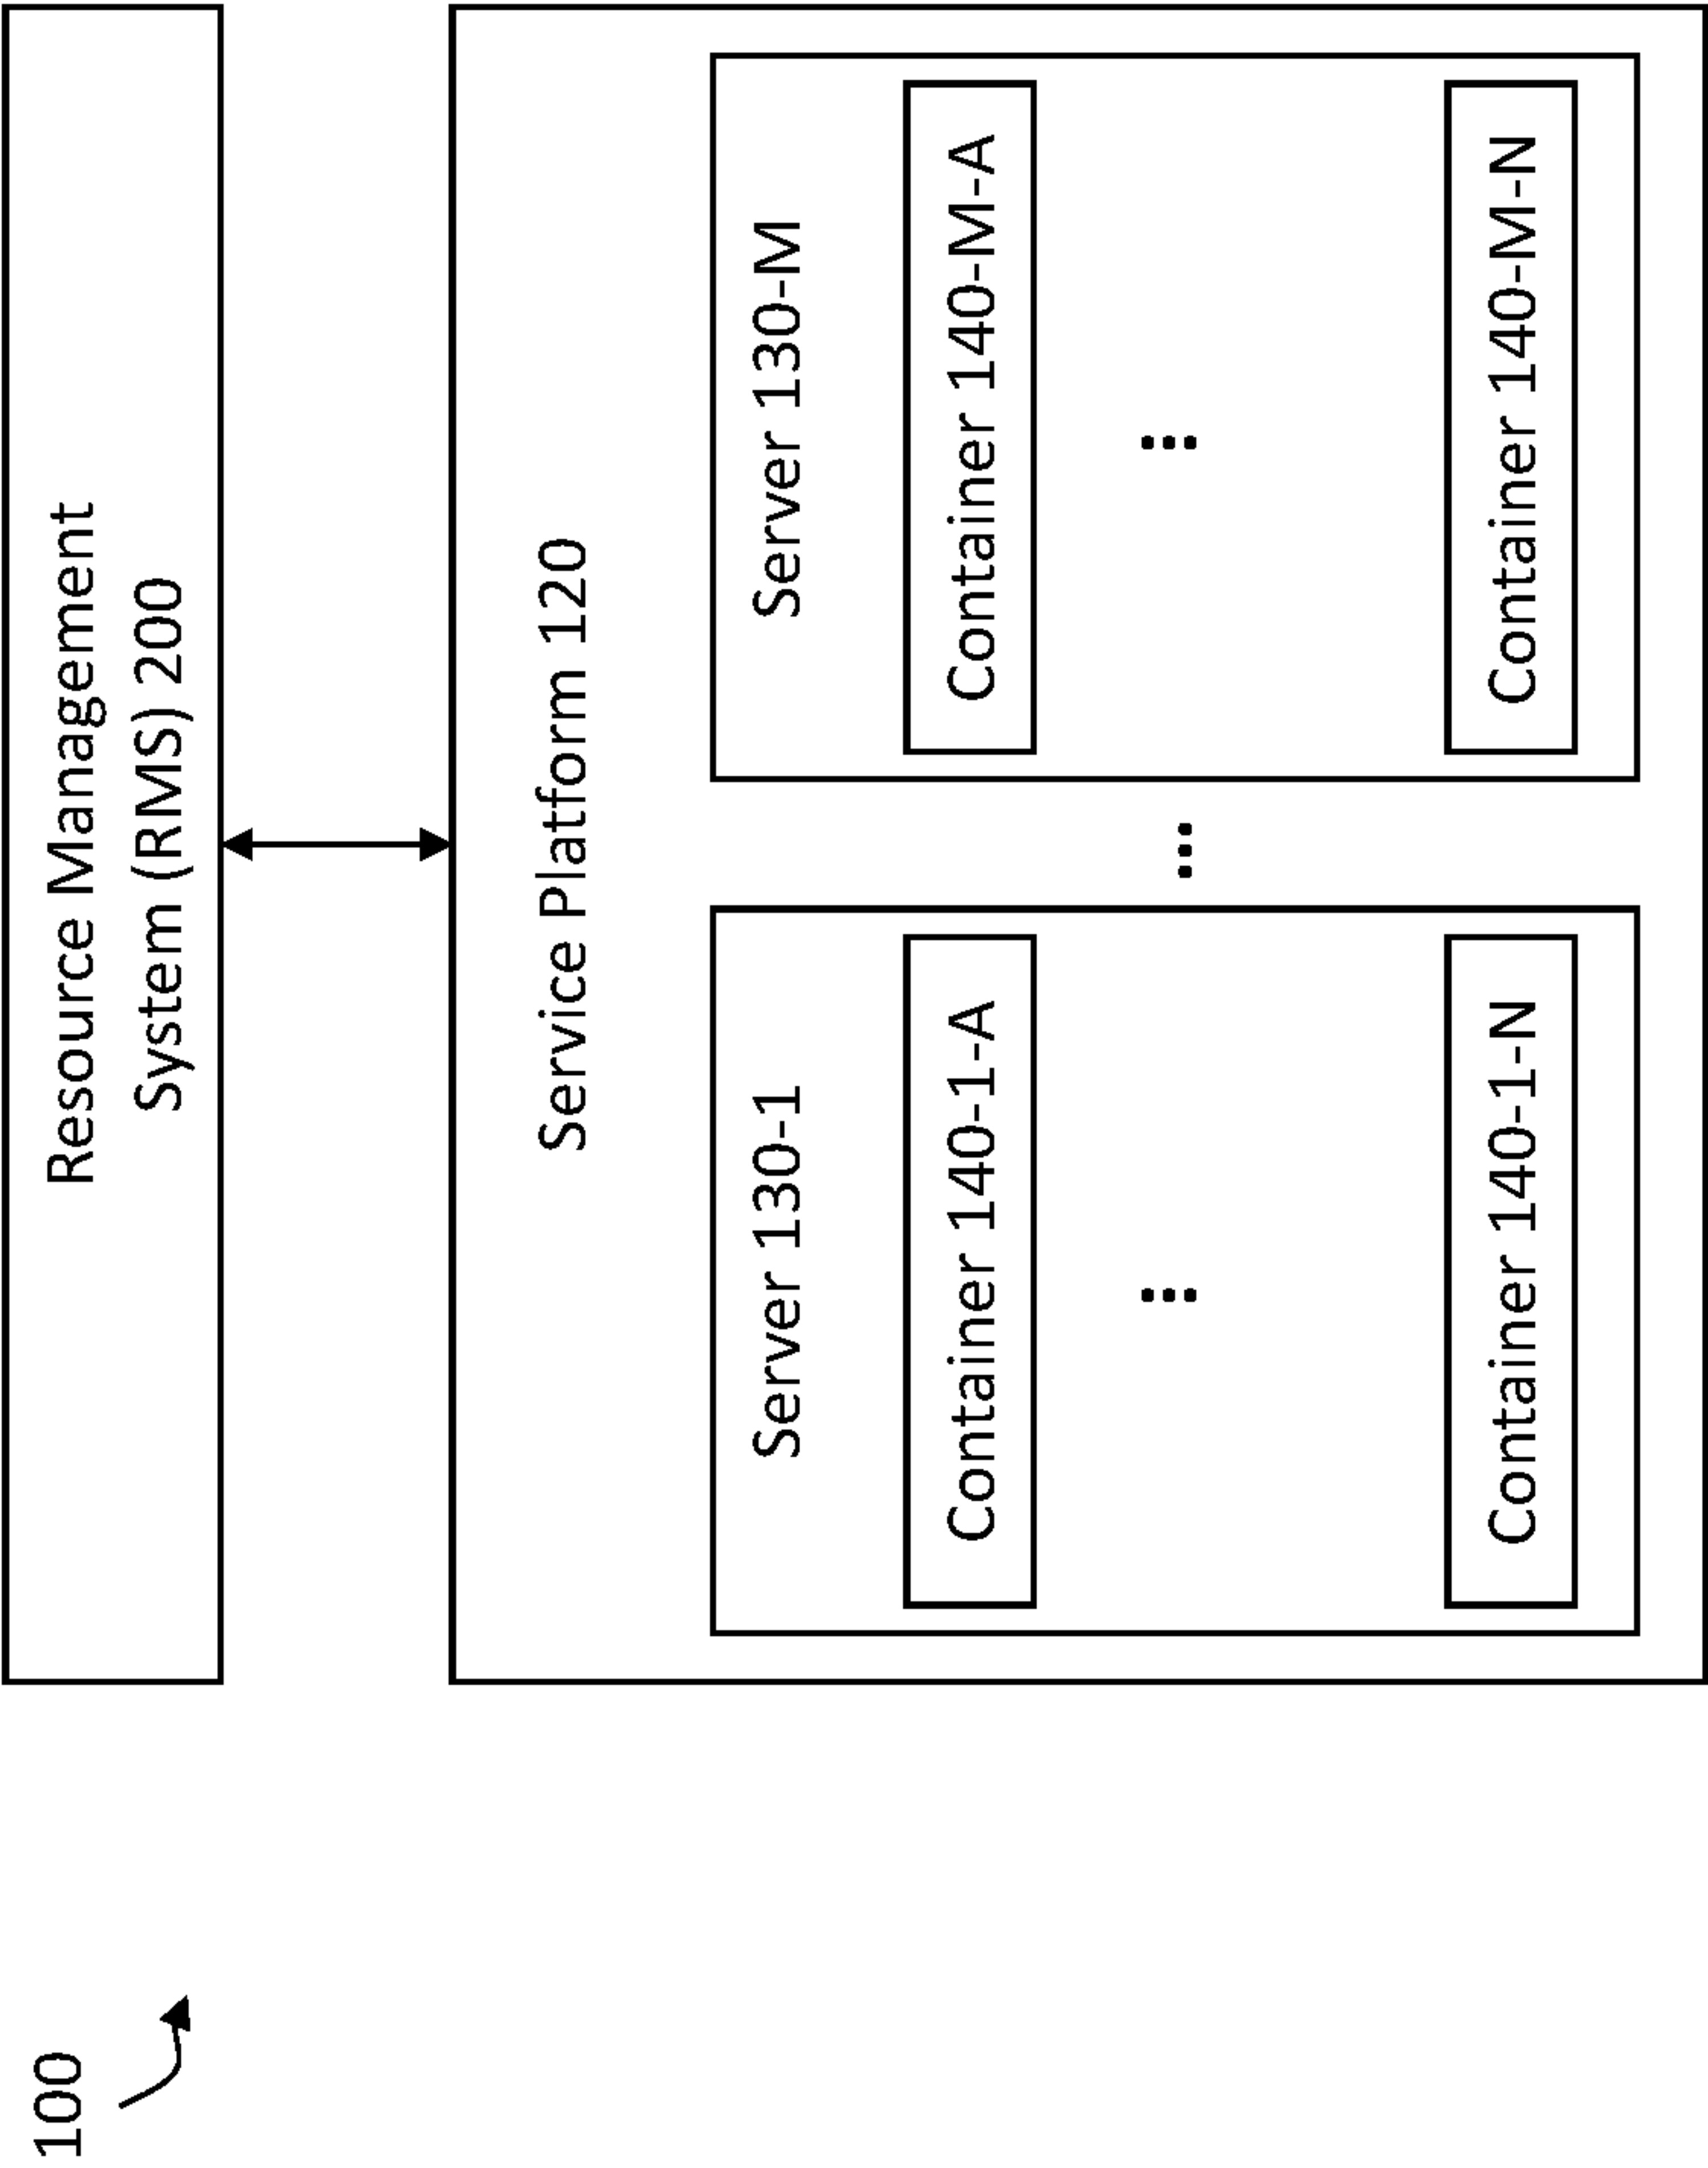 100
Resource Management
System (RMS) 200
Service Platform 120
Server 130-1
Container 140-1-A
Container 140-1-N
Server 130-M
Container 140-M-A
Container 140-M-N